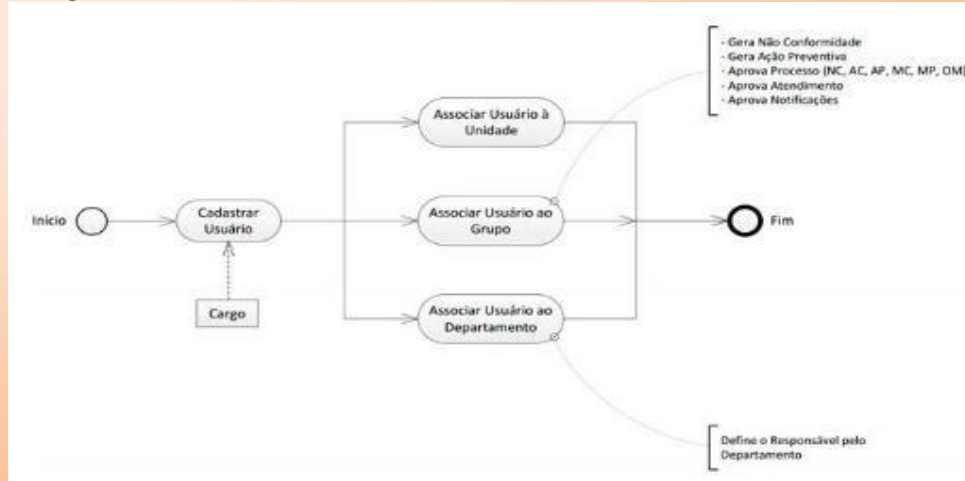 - Gera Não Conformidade
- Gera Ação Preventiva
- Aprova Processo (NC, AC, AP, MC, MP, OM)
- Aprova Atendimento
- Aprova Notificações
Associar Usuário à
Unidade
Início
Cadastrar
Usuário
Associar Usuário ao
Grupo
Fim
Cargo
Associar Usuário ao
Departamento
Define o Responsável pelo
Departamento